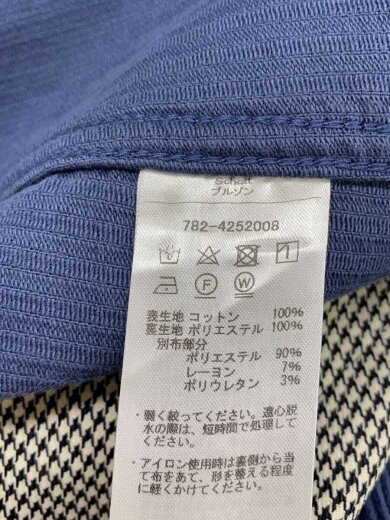 Schott
ブルゾン
782-4252008
F W
表生地 コットン 100%
裏生地 ポリエステル 100%
別布部分
ポリエステル 90%
レーヨン 7%
ポリウレタン 3%
・弱く絞ってください。遠心脱
水の際は、短時間で処理して
ください。
・アイロン使用時は裏側から当
て布をあて、形を整える程度
に軽くかけてください。